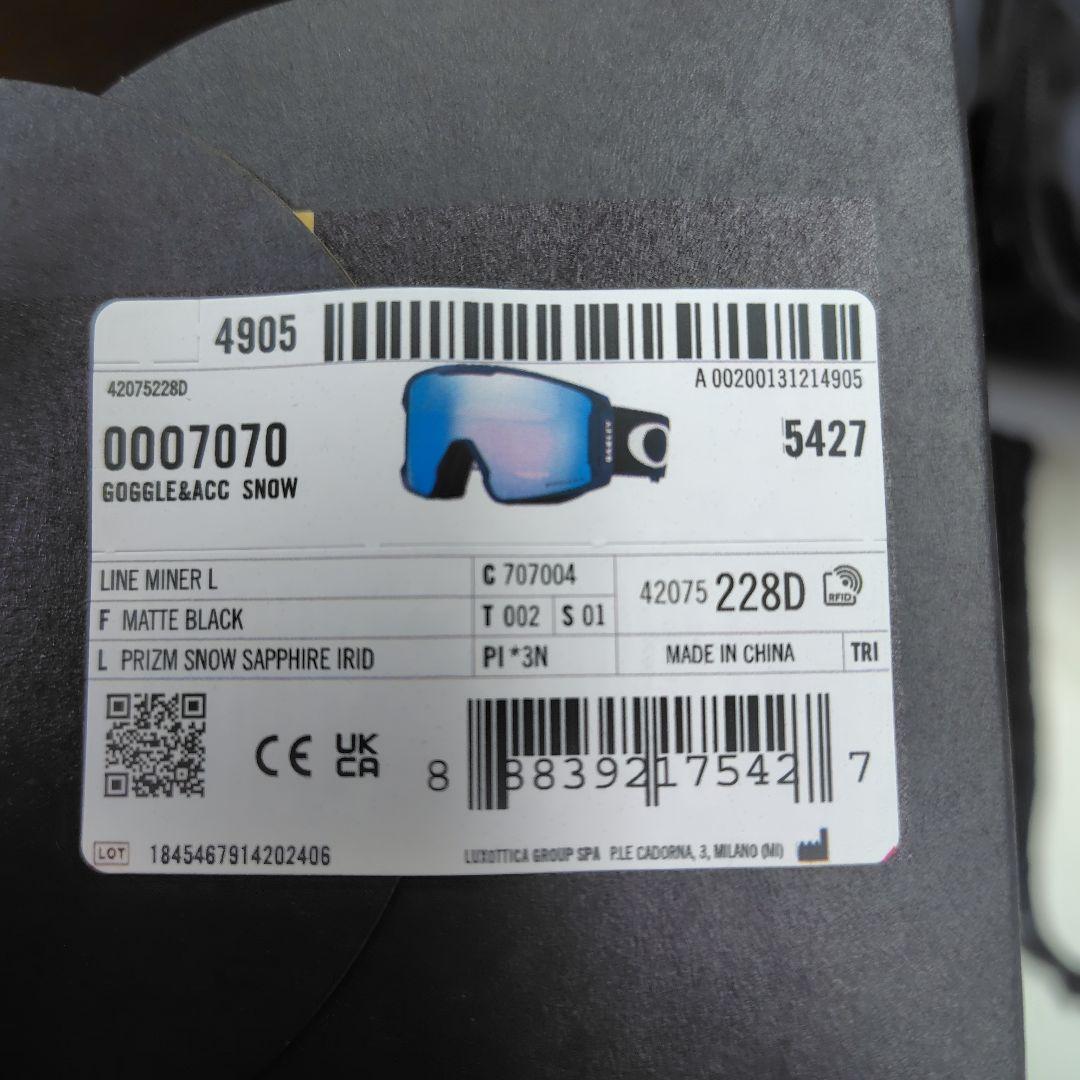 4905
A 00200131214905
42075228D
0007070
GOGGLE&ACC SNOW
OAKLEY
5427
LINE MINER L
C 707004
42075 228D
RFID
F MATTE BLACK
T 002
S 01
L PRIZM SNOW SAPPHIRE IRID
PI *3N
MADE IN CHINA
TRI
CE
UK
CA
8 88392 17542 7
LOT
1845467914202406
LUXOTTICA GROUP SPA P.LE CADORNA, 3, MILANO (MI)